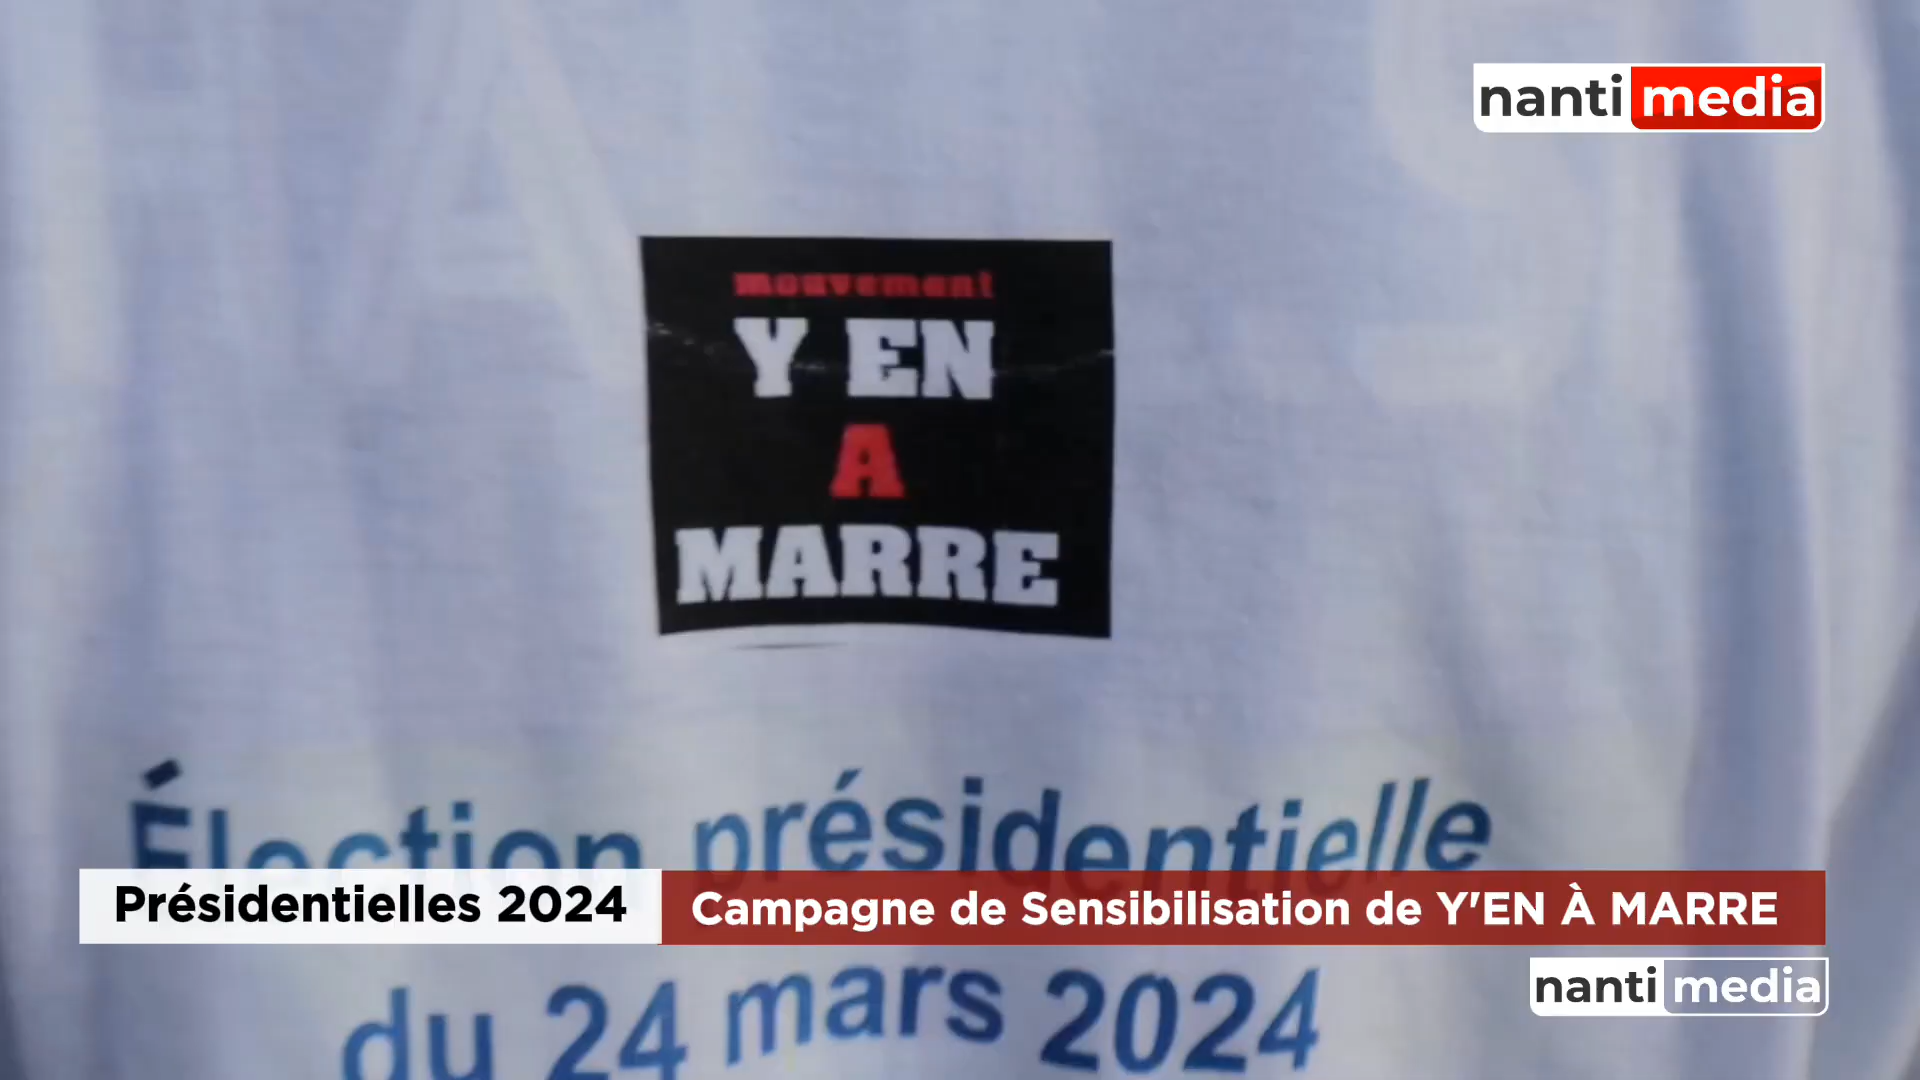 nanti media
mouvement
Y EN
A
MARRE
Élection présidentielle
Présidentielles 2024
Campagne de Sensibilisation de Y'EN À MARRE
nanti media
du 24 mars 2024